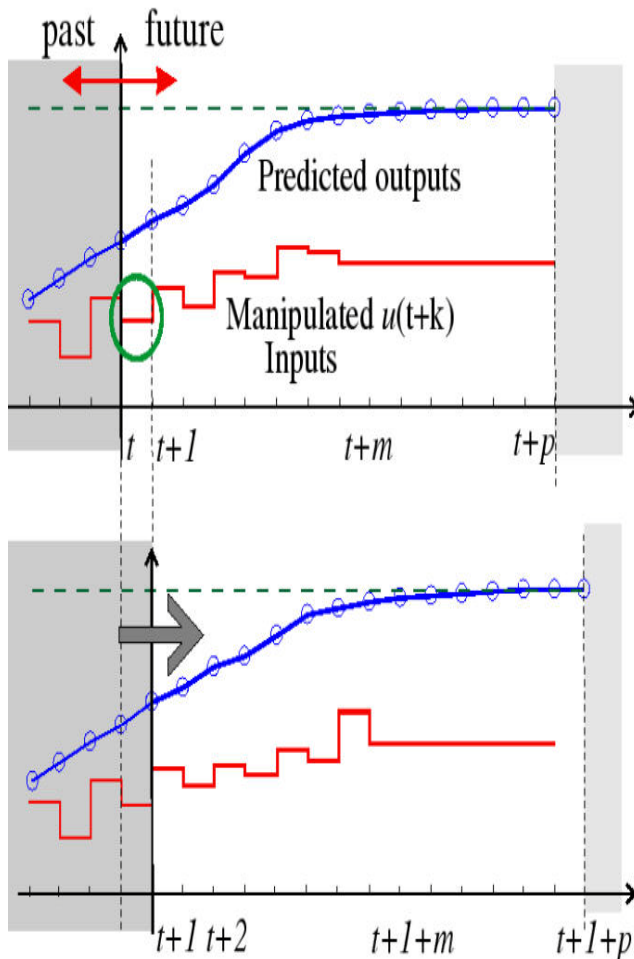 past future
Predicted outputs
Manipulated u(t+k)
Inputs
t t+1 t+m t+p
t+1 t+2 t+1+m t+1+p